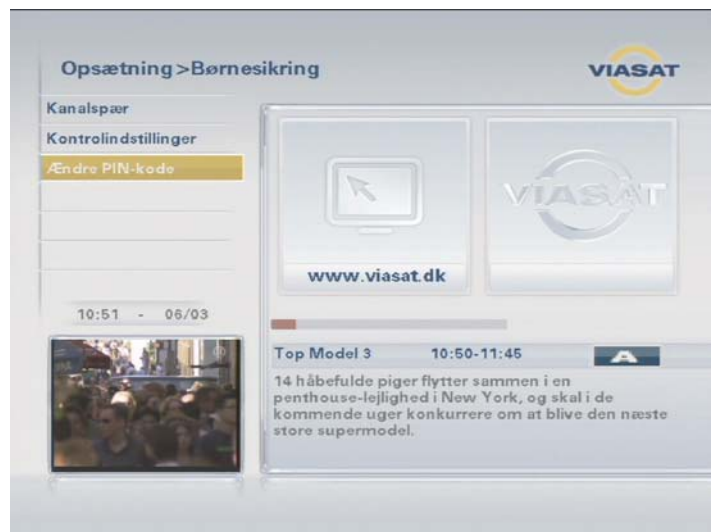 Opsætning>Børnesikring
VIASAT
Kanalspær
Kontrolindstillinger
Ændre PIN-kode
VIASAT
www.viasat.dk
10:51 - 06/03
Top Model 3 10:50-11:45 A
14 håbefulde piger flytter sammen i en
penthouse-lejlighed i New York, og skal i de
kommende uger konkurrere om at blive den næste
store supermodel.